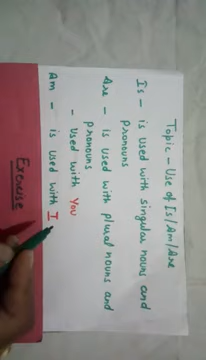 Topic - Use of Is/Am/Are
Is - is used with singular nouns and
pronouns
Are - is used with plural nouns and
pronouns
- Used with You
Am - is used with I
Exercise